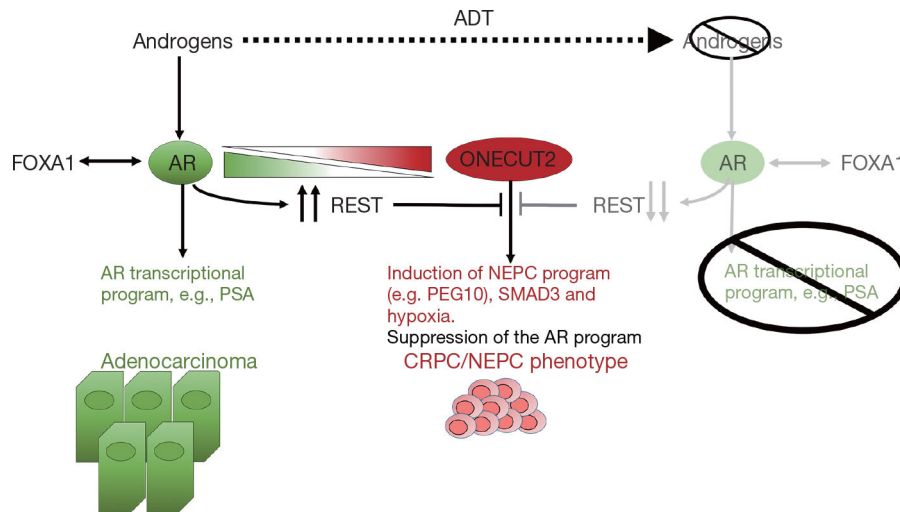 ADT
Androgens
Androgens
FOXA1
AR
ONECUT2
AR
FOXA1
REST
REST
AR transcriptional
program, e.g., PSA
Induction of NEPC program
(e.g. PEG10), SMAD3 and
hypoxia.
Suppression of the AR program
CRPC/NEPC phenotype
AR transcriptional
program, e.g., PSA
Adenocarcinoma